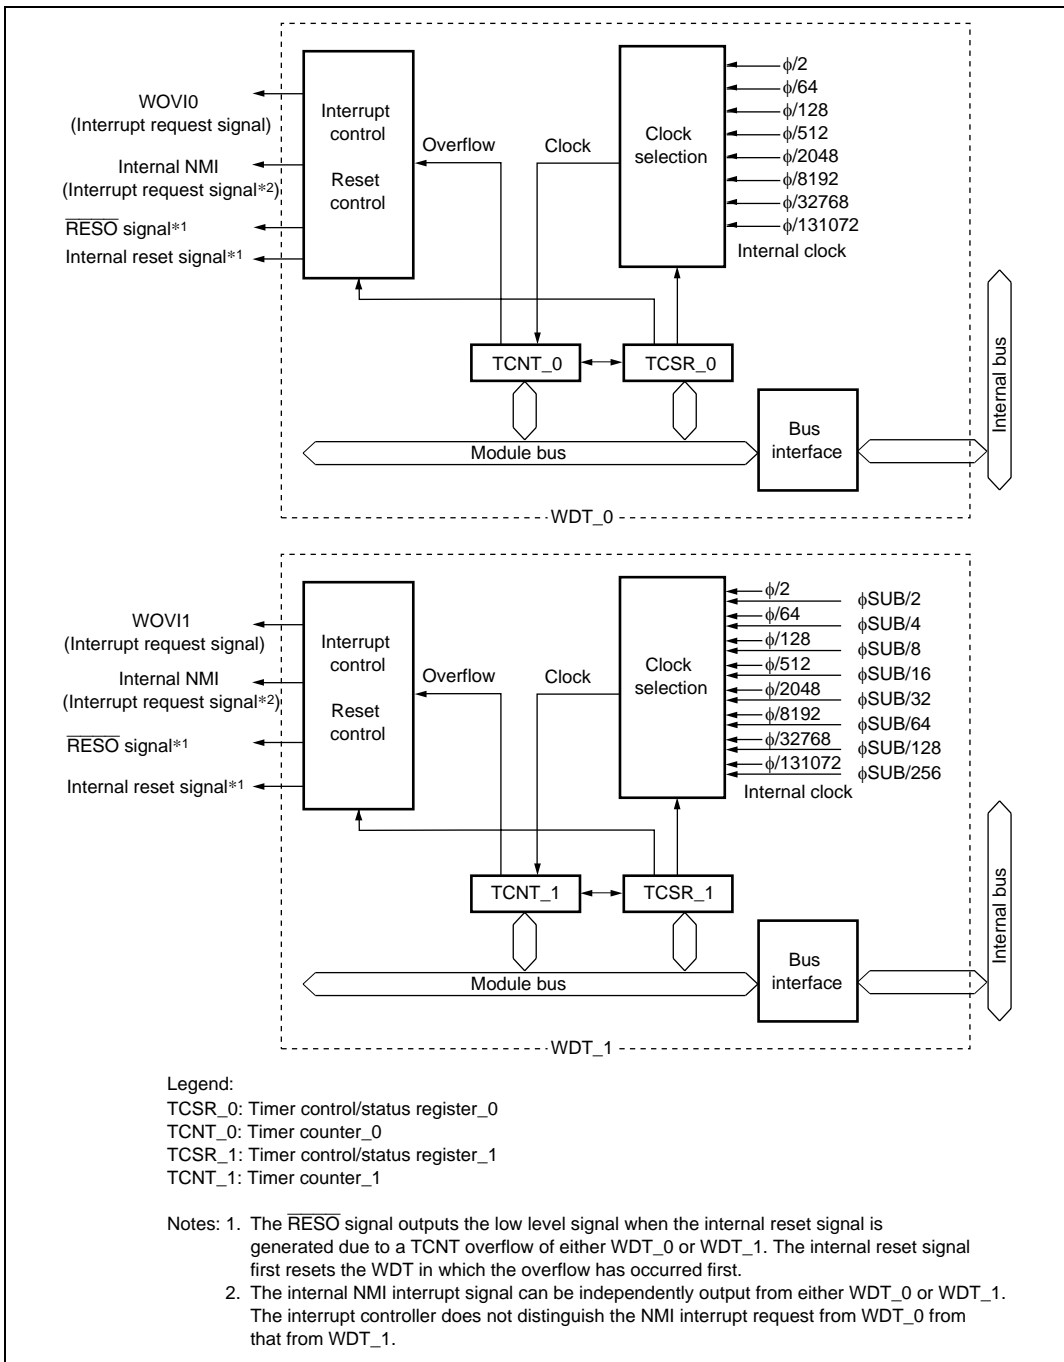 WOVI0
(Interrupt request signal)
Internal NMI
(Interrupt request signal*2)
RESO signal*1
Internal reset signal*1
Interrupt
control
Reset
control
Overflow
Clock
Clock
selection
ϕ/2
ϕ/64
ϕ/128
ϕ/512
ϕ/2048
ϕ/8192
ϕ/32768
ϕ/131072
Internal clock
TCNT_0
TCSR_0
Module bus
Bus
interface
Internal bus
WDT_0
WOVI1
(Interrupt request signal)
Internal NMI
(Interrupt request signal*2)
RESO signal*1
Internal reset signal*1
Interrupt
control
Reset
control
Overflow
Clock
Clock
selection
ϕ/2
ϕSUB/2
ϕ/64
ϕSUB/4
ϕ/128
ϕSUB/8
ϕ/512
ϕSUB/16
ϕ/2048
ϕSUB/32
ϕ/8192
ϕSUB/64
ϕ/32768
ϕSUB/128
ϕ/131072
ϕSUB/256
Internal clock
TCNT_1
TCSR_1
Module bus
Bus
interface
Internal bus
WDT_1
Legend:
TCSR_0: Timer control/status register_0
TCNT_0: Timer counter_0
TCSR_1: Timer control/status register_1
TCNT_1: Timer counter_1
Notes: 1. The RESO signal outputs the low level signal when the internal reset signal is
generated due to a TCNT overflow of either WDT_0 or WDT_1. The internal reset signal
first resets the WDT in which the overflow has occurred first.
2. The internal NMI interrupt signal can be independently output from either WDT_0 or WDT_1.
The interrupt controller does not distinguish the NMI interrupt request from WDT_0 from
that from WDT_1.